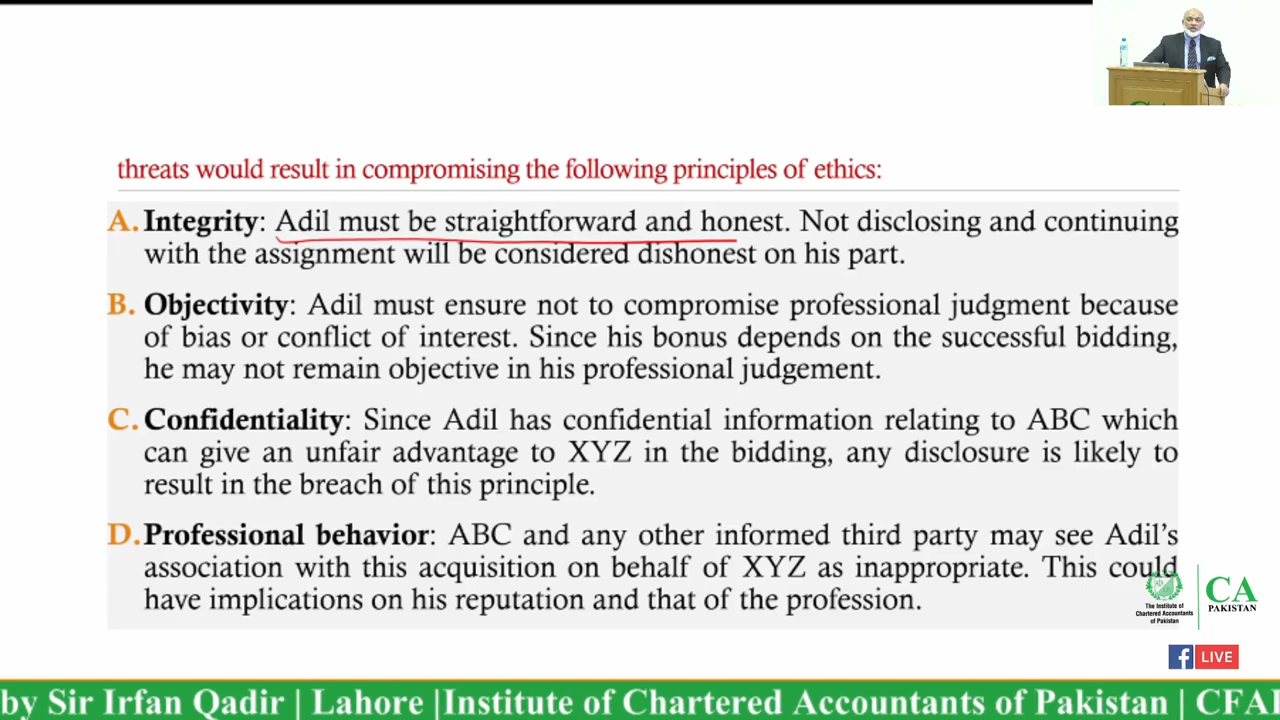 threats would result in compromising the following principles of ethics:
A. Integrity: Adil must be straightforward and honest. Not disclosing and continuing
with the assignment will be considered dishonest on his part.
B. Objectivity: Adil must ensure not to compromise professional judgment because
of bias or conflict of interest. Since his bonus depends on the successful bidding,
he may not remain objective in his professional judgement.
C. Confidentiality: Since Adil has confidential information relating to ABC which
can give an unfair advantage to XYZ in the bidding, any disclosure is likely to
result in the breach of this principle.
D. Professional behavior: ABC and any other informed third party may see Adil's
association with this acquisition on behalf of XYZ as inappropriate. This could
have implications on his reputation and that of the profession.
The Institute of
Chartered Accountants
of Pakistan
CA
PAKISTAN
f LIVE
by Sir Irfan Qadir | Lahore |Institute of Chartered Accountants of Pakistan | CFAP